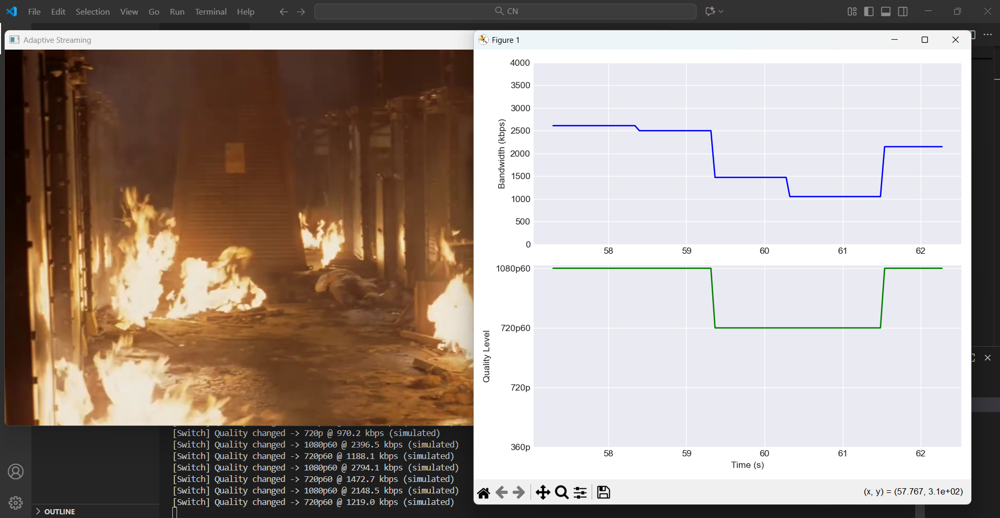 File Edit Selection View Go Run Terminal Help
CN
Adaptive Streaming
Figure 1
4000
3500
3000
2500
2000
1500
1000
500
0
Bandwidth (kbps)
58 59 60 61 62
1080p60
720p60
720p
360p
Quality Level
58 59 60 61 62
Time (s)
(x, y) = (57.767, 3.1e+02)
[Switch] Quality changed -> 720p @ 970.2 kbps (simulated)
[Switch] Quality changed -> 1080p60 @ 2396.5 kbps (simulated)
[Switch] Quality changed -> 720p60 @ 1188.1 kbps (simulated)
[Switch] Quality changed -> 1080p60 @ 2794.1 kbps (simulated)
[Switch] Quality changed -> 720p60 @ 1472.7 kbps (simulated)
[Switch] Quality changed -> 1080p60 @ 2148.5 kbps (simulated)
[Switch] Quality changed -> 720p60 @ 1219.0 kbps (simulated)
OUTLINE